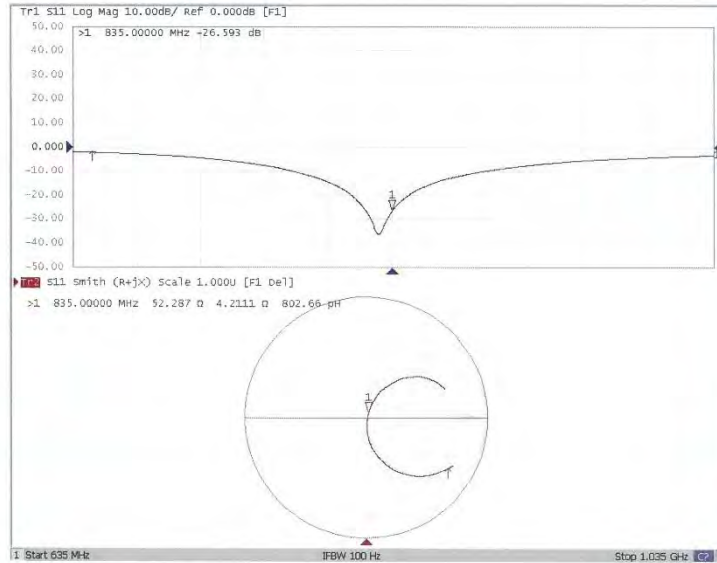 Tr1 S11 Log Mag 10.00dB/ Ref 0.000dB [F1]
50.00
>1 835.00000 MHz -26.593 dB
40.00
30.00
20.00
10.00
0.000
-10.00
-20.00
1
-30.00
-40.00
-50.00
Tr2 S11 Smith (R+jX) Scale 1.000U [F1 Del]
>1 835.00000 MHz 52.287 Ω 4.2111 Ω 802.66 pH
1
1 Start 635 MHz IFBW 100 Hz Stop 1.035 GHz C?